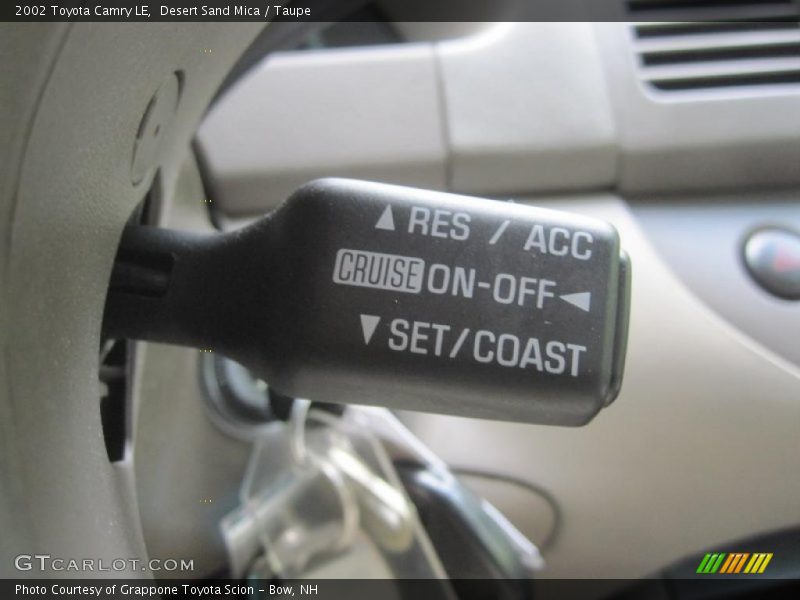 2002 Toyota Camry LE,  Desert Sand Mica / Taupe
▲ RES / ACC
CRUISE ON-OFF ◄
▼ SET/COAST
GTCARLOT.COM
Photo Courtesy of Grappone Toyota Scion - Bow, NH